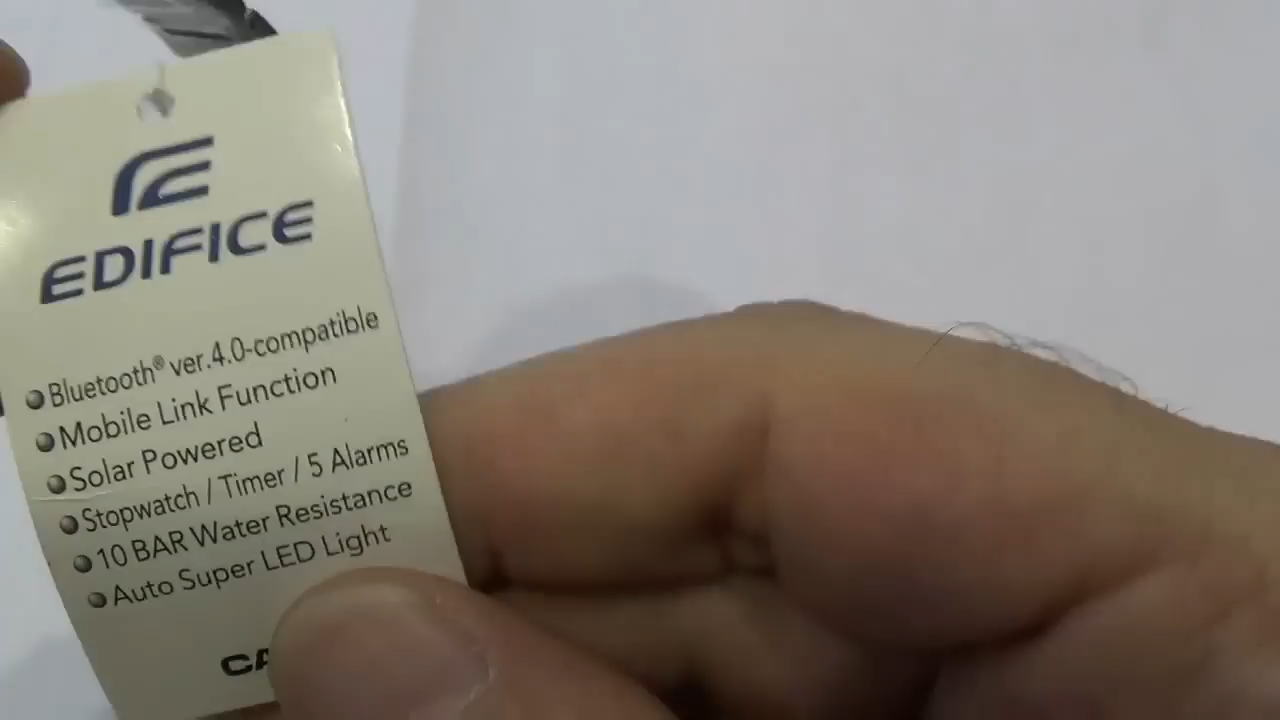 EDIFICE
Bluetooth® ver.4.0-compatible
Mobile Link Function
Solar Powered
Stopwatch / Timer / 5 Alarms
10 BAR Water Resistance
Auto Super LED Light